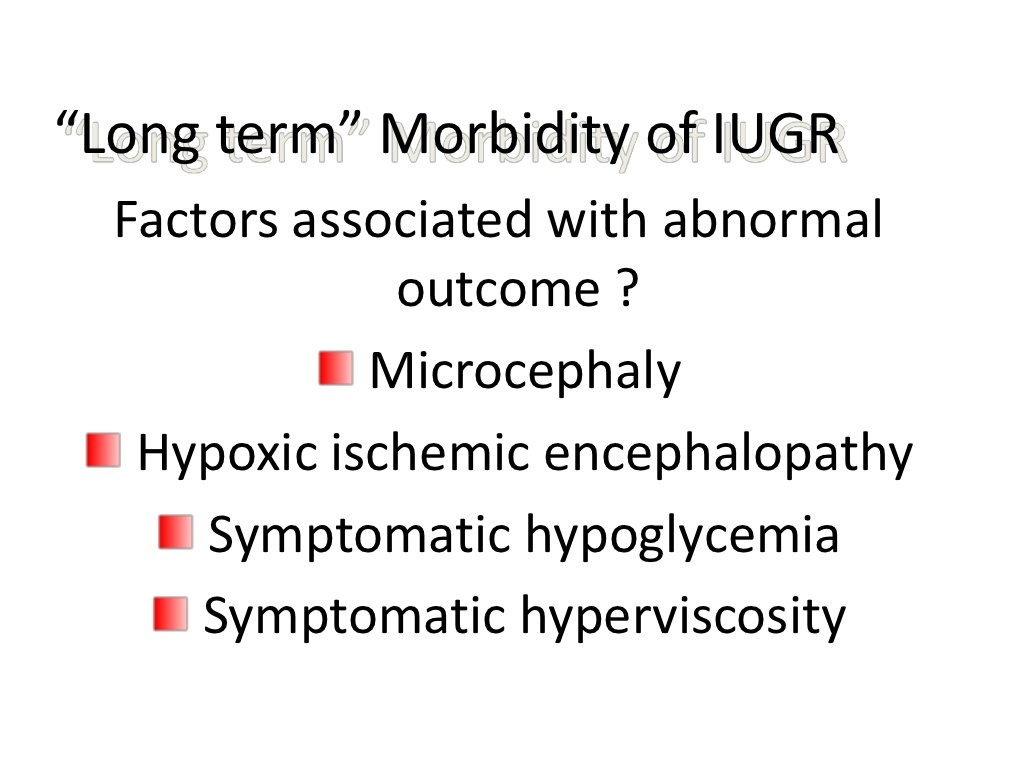 “Long term” Morbidity of IUGR
Factors associated with abnormal
outcome ?
Microcephaly
Hypoxic ischemic encephalopathy
Symptomatic hypoglycemia
Symptomatic hyperviscosity